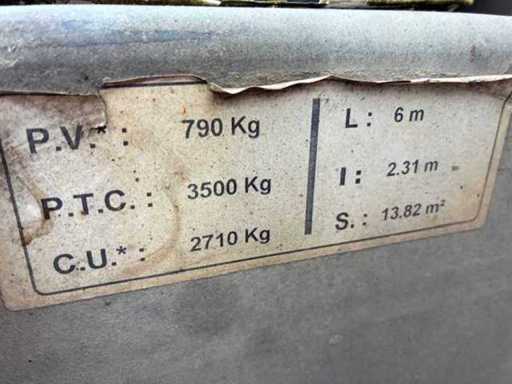 P.V.* : 790 Kg
P.T.C. : 3500 Kg
C.U.* : 2710 Kg
L : 6 m
l : 2.31 m
S. : 13.82 m²